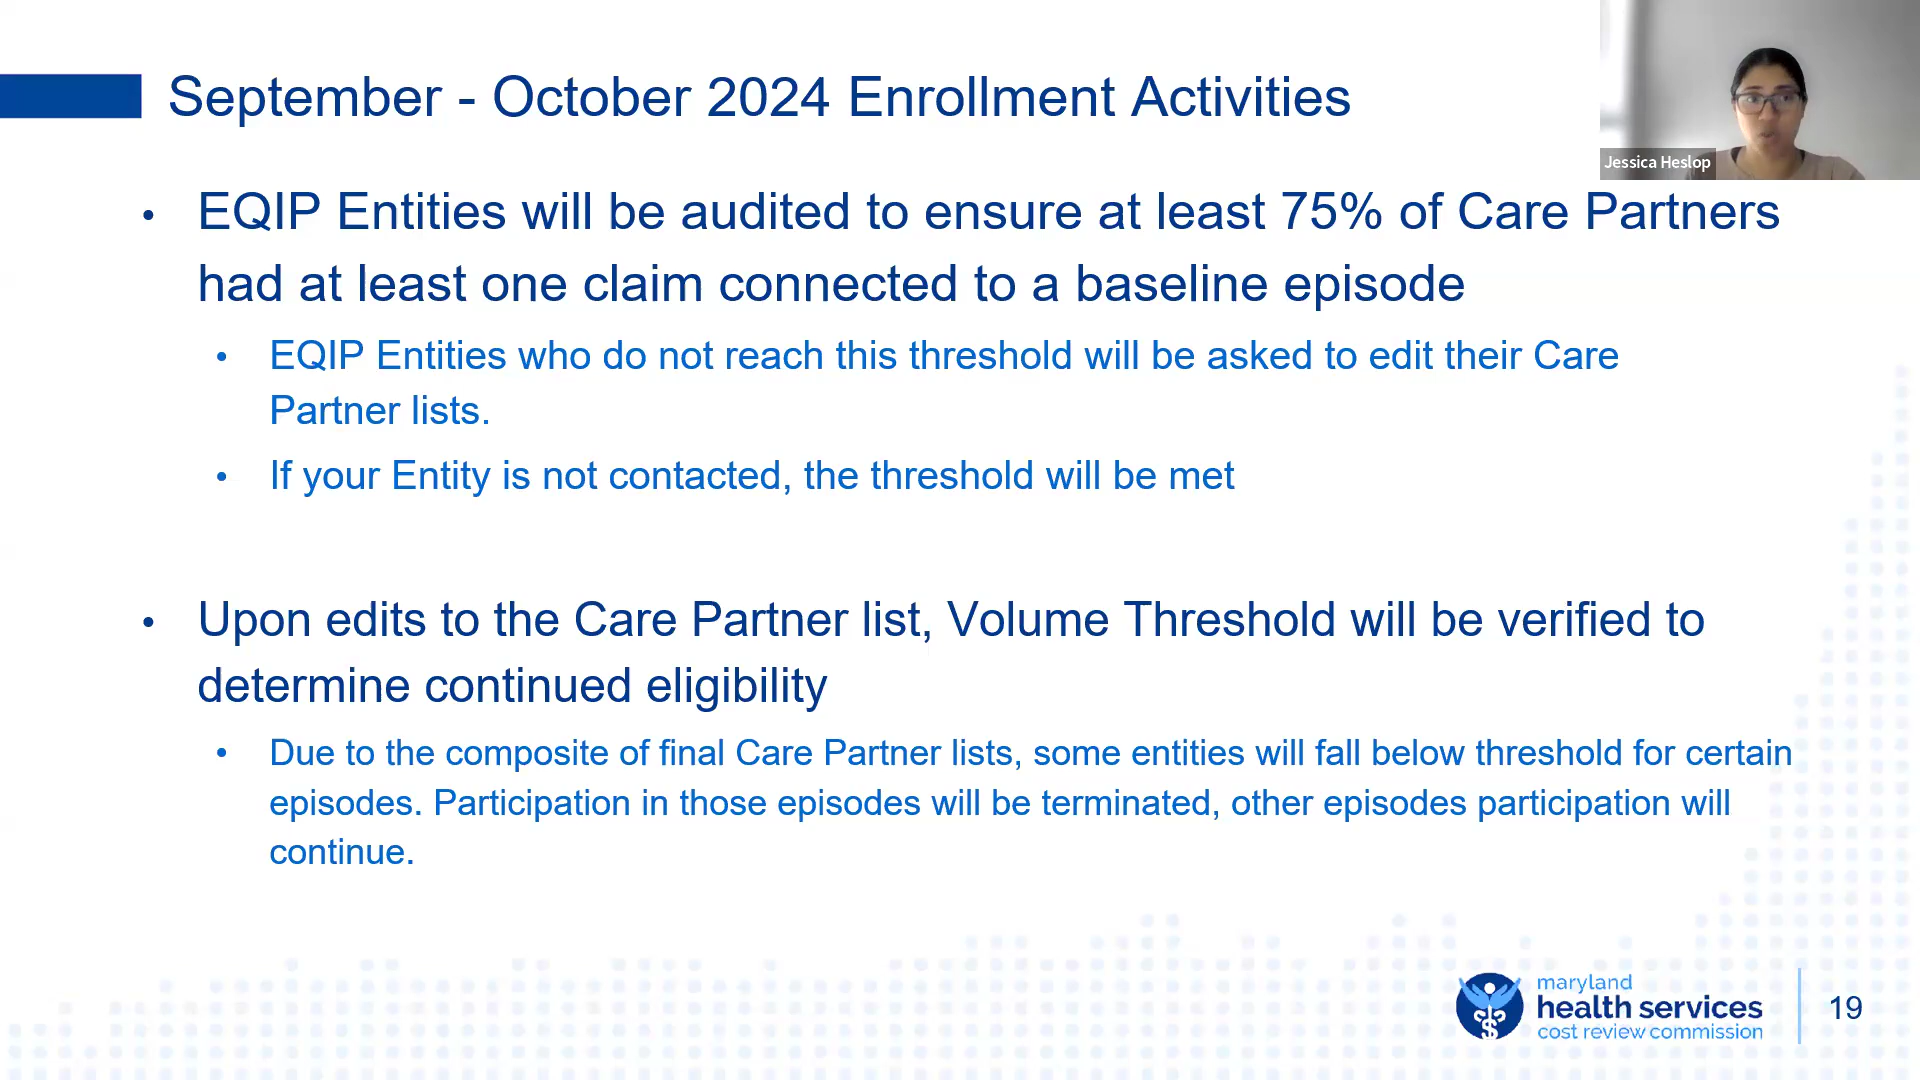 September - October 2024 Enrollment Activities
Jessica Heslop
• EQIP Entities will be audited to ensure at least 75% of Care Partners
had at least one claim connected to a baseline episode
• EQIP Entities who do not reach this threshold will be asked to edit their Care
Partner lists.
• If your Entity is not contacted, the threshold will be met
• Upon edits to the Care Partner list, Volume Threshold will be verified to
determine continued eligibility
• Due to the composite of final Care Partner lists, some entities will fall below threshold for certain
episodes. Participation in those episodes will be terminated, other episodes participation will
continue.
maryland
health services
cost review commission
19